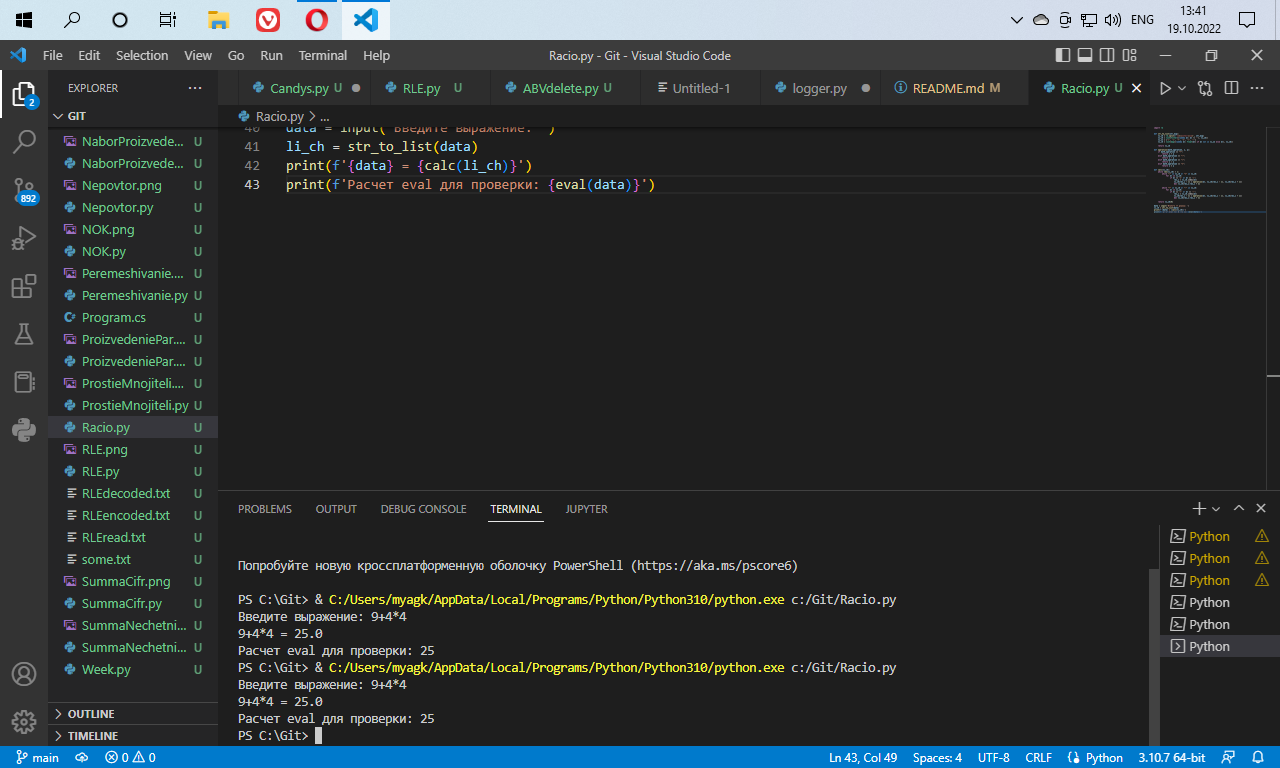 13:41
ENG
19.10.2022
File Edit Selection View Go Run Terminal Help
Racio.py - Git - Visual Studio Code
EXPLORER
Candys.py U
RLE.py U
ABVdelete.py U
Untitled-1
logger.py
README.md M
Racio.py U
2
GIT
Racio.py > ...
NaborProizvede... U
NaborProizvede... U
Nepovtor.png U
Nepovtor.py U
NOK.png U
NOK.py U
Peremeshivanie.... U
Peremeshivanie.py U
Program.cs U
ProizvedeniePar.... U
ProizvedeniePar.... U
ProstieMnojiteli.... U
ProstieMnojiteli.py U
Racio.py U
RLE.png U
RLE.py U
RLEdecoded.txt U
RLEencoded.txt U
RLEread.txt U
some.txt U
SummaCifr.png U
SummaCifr.py U
SummaNechetni... U
SummaNechetni... U
Week.py U
892
OUTLINE
TIMELINE
40 data = input('Введите выражение: ')
41 li_ch = str_to_list(data)
42 print(f'{data} = {calc(li_ch)}')
43 print(f'Расчет eval для проверки: {eval(data)}')
PROBLEMS OUTPUT DEBUG CONSOLE TERMINAL JUPYTER
Попробуйте новую кроссплатформенную оболочку PowerShell (https://aka.ms/pscore6)
PS C:\Git> & C:/Users/myagk/AppData/Local/Programs/Python/Python310/python.exe c:/Git/Racio.py
Введите выражение: 9+4*4
9+4*4 = 25.0
Расчет eval для проверки: 25
PS C:\Git> & C:/Users/myagk/AppData/Local/Programs/Python/Python310/python.exe c:/Git/Racio.py
Введите выражение: 9+4*4
9+4*4 = 25.0
Расчет eval для проверки: 25
PS C:\Git>
Python
Python
Python
Python
Python
Python
main 0 0 Ln 43, Col 49 Spaces: 4 UTF-8 CRLF Python 3.10.7 64-bit